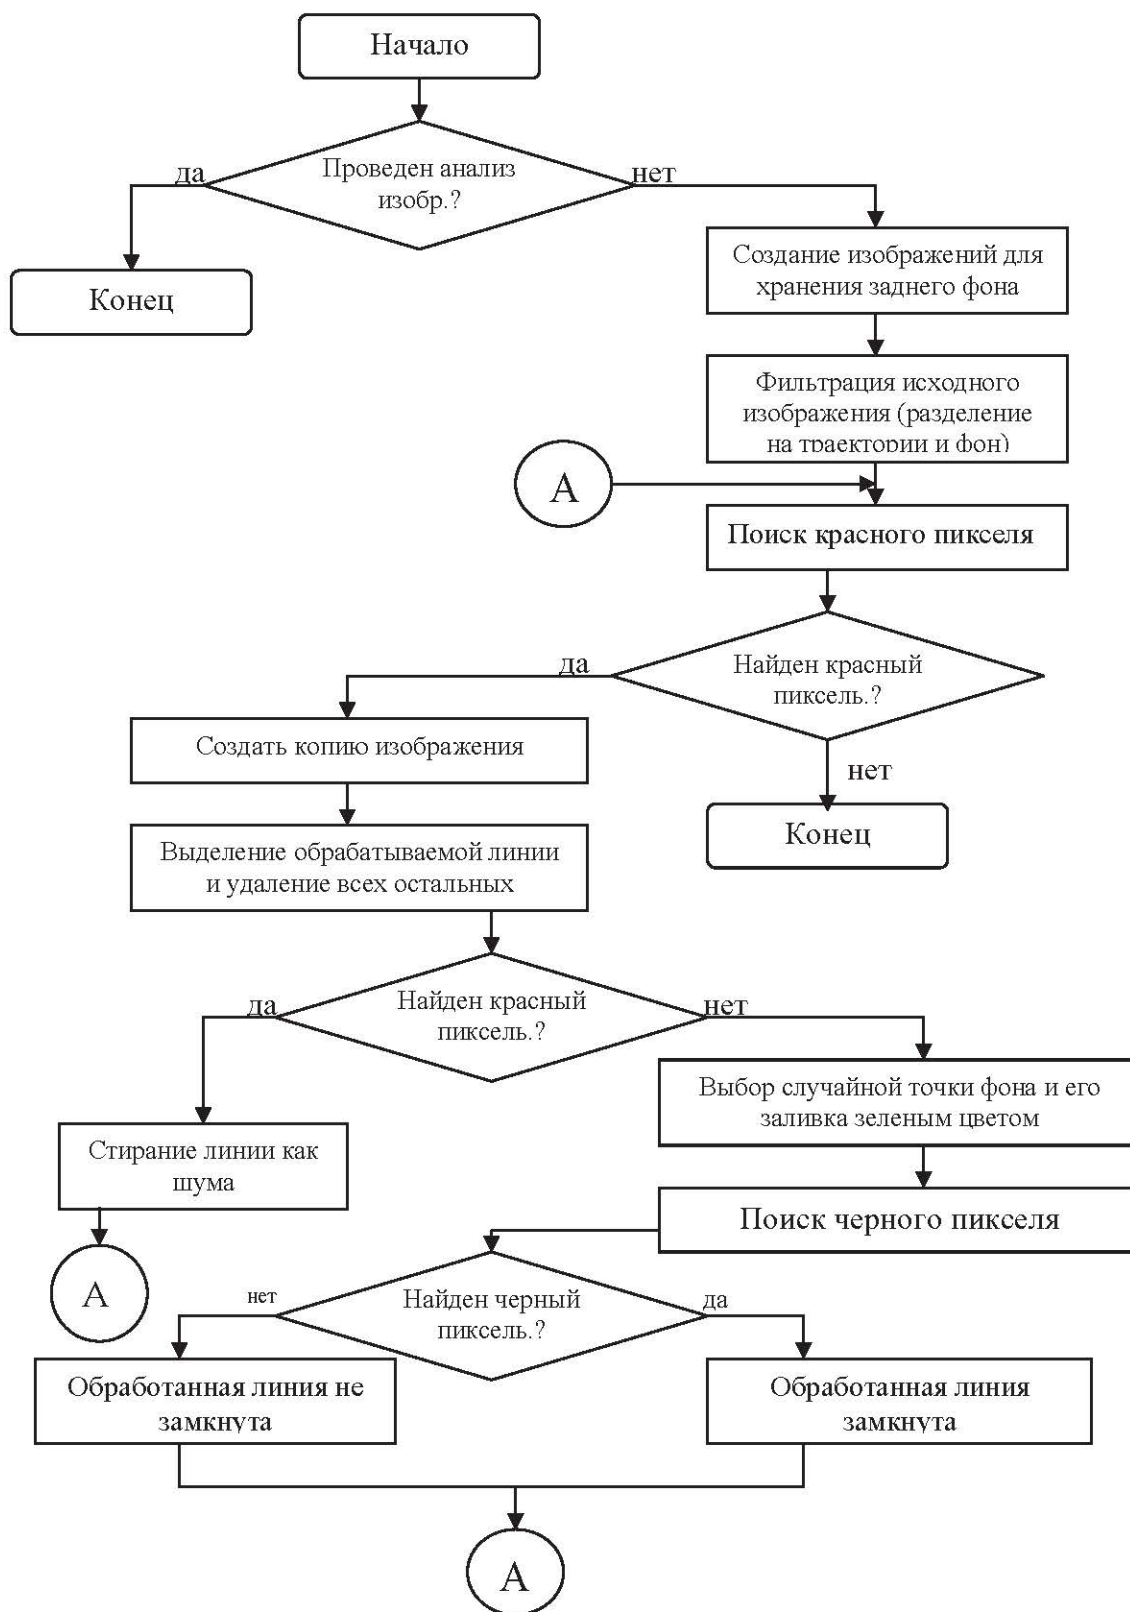 Начало
Проведен анализ
изобр.?
да
нет
Конец
Создание изображений для
хранения заднего фона
Фильтрация исходного
изображения (разделение
на траектории и фон)
А
Поиск красного пикселя
Найден красный
пиксель.?
да
нет
Создать копию изображения
Конец
Выделение обрабатываемой линии
и удаление всех остальных
Найден красный
пиксель.?
да
нет
Выбор случайной точки фона и его
заливка зеленым цветом
Стирание линии как
шума
Поиск черного пикселя
А
Найден черный
пиксель.?
нет
да
Обработанная линия не
замкнута
Обработанная линия
замкнута
А